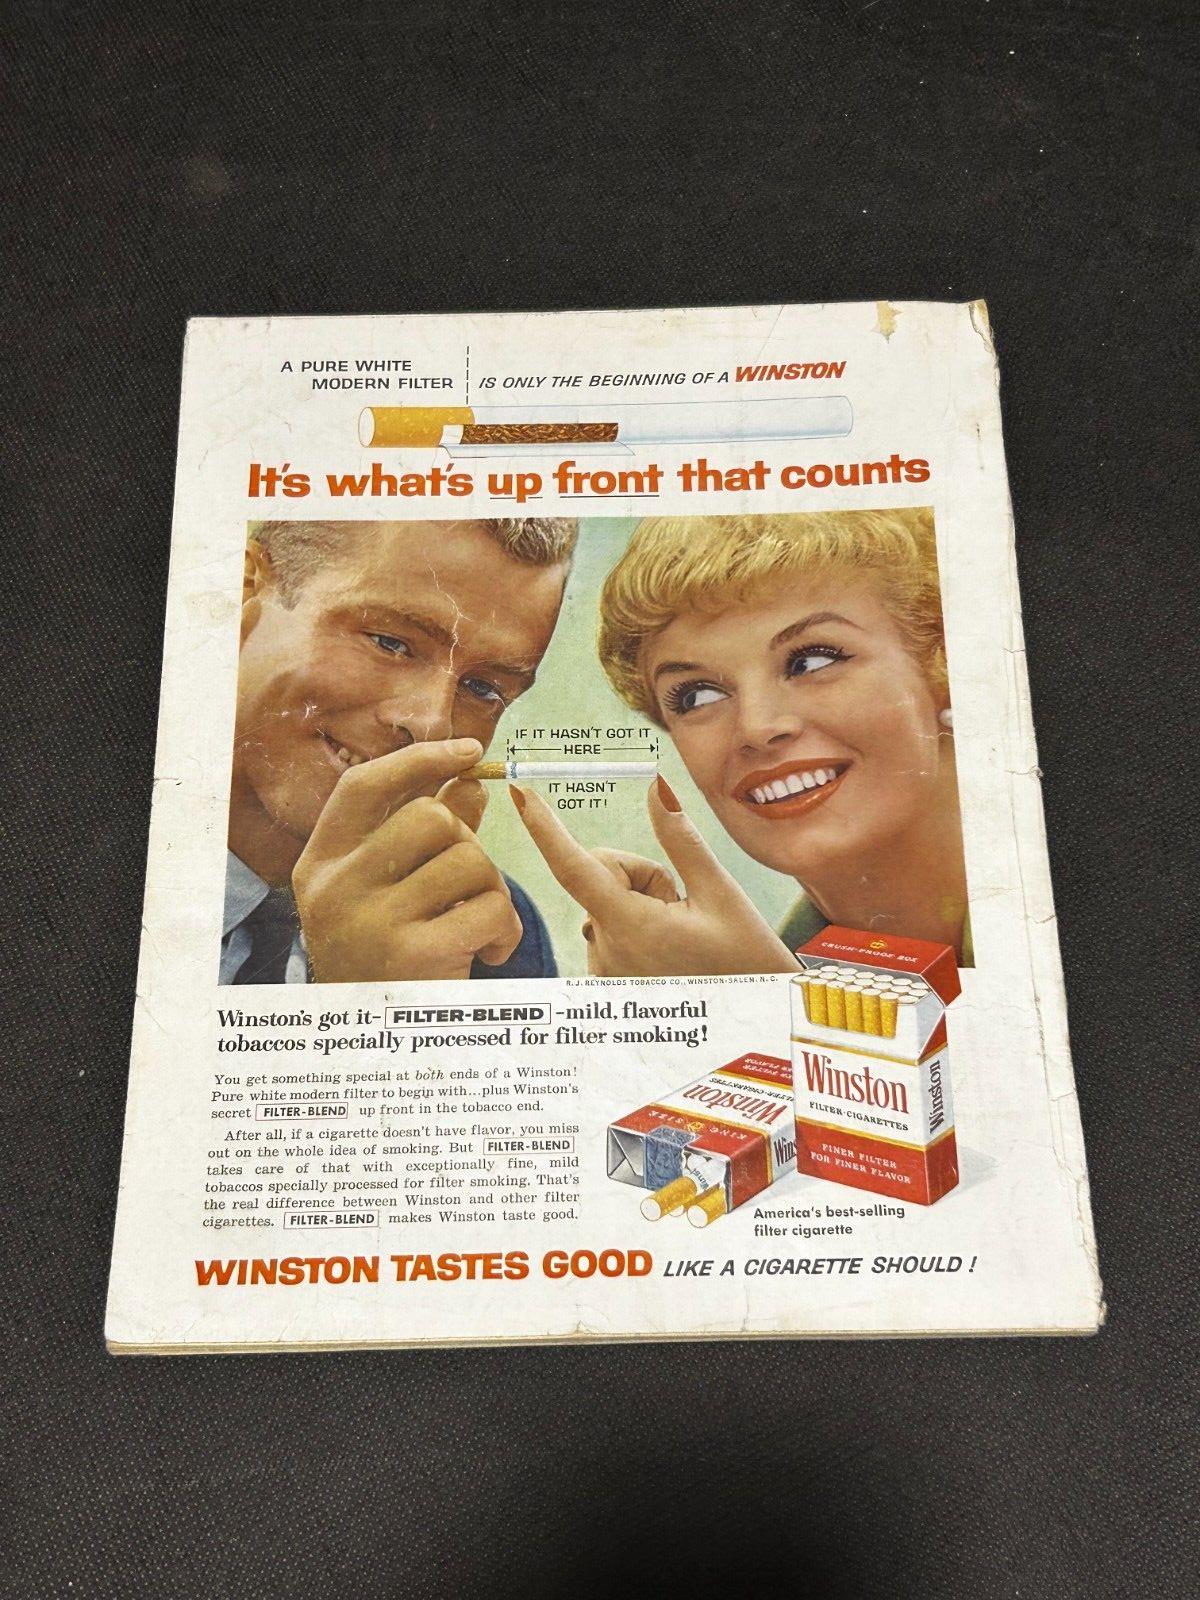 A PURE WHITE
MODERN FILTER
IS ONLY THE BEGINNING OF A WINSTON
It's what's up front that counts
IF IT HASN'T GOT IT
HERE
IT HASN'T
GOT IT!
R. J. REYNOLDS TOBACCO CO., WINSTON-SALEM, N. C.
Winston's got it- FILTER-BLEND -mild, flavorful
tobaccos specially processed for filter smoking!
You get something special at both ends of a Winston!
Pure white modern filter to begin with...plus Winston's
secret FILTER-BLEND up front in the tobacco end.
After all, if a cigarette doesn't have flavor, you miss
out on the whole idea of smoking. But FILTER-BLEND
takes care of that with exceptionally fine, mild
tobaccos specially processed for filter smoking. That's
the real difference between Winston and other filter
cigarettes. FILTER-BLEND makes Winston taste good.
CRUSH-PROOF BOX
Winston
FILTER-CIGARETTES
FINER FILTER
FOR FINER FLAVOR
Winston
KING SIZE
Winston
FILTER-CIGARETTES
America's best-selling
filter cigarette
WINSTON TASTES GOOD LIKE A CIGARETTE SHOULD!